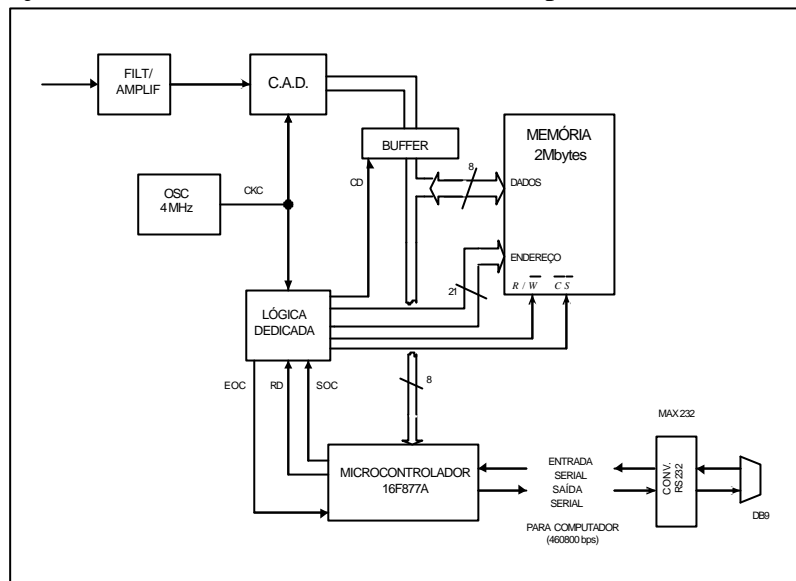 FILT/
AMPLIF
C.A.D.
BUFFER
MEMÓRIA
2Mbytes
8
DADOS
OSC
4 MHz
CKC
CD
ENDEREÇO
R / W CS
21
LÓGICA
DEDICADA
EOC
RD
SOC
8
MAX 232
MICROCONTROLADOR
16F877A
ENTRADA
SERIAL
SAÍDA
SERIAL
CONV.
RS 232
DB9
PARA COMPUTADOR
(460800 bps)